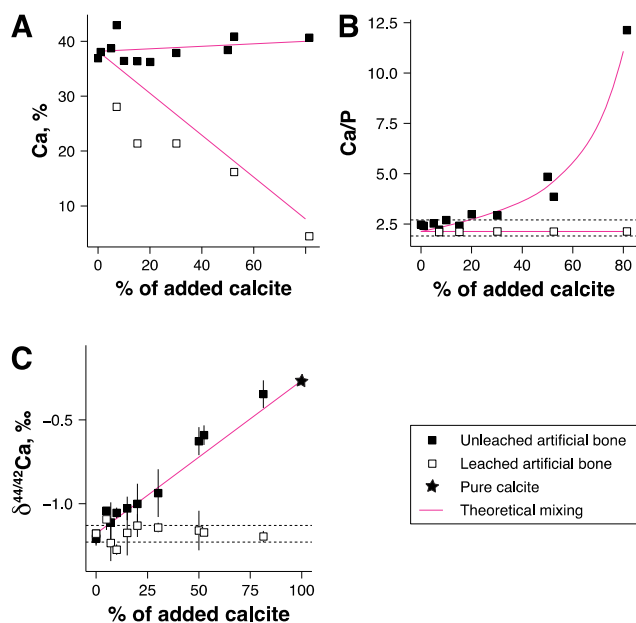 A
40
30
20
10
Ca, %
0
20
40
60
80
% of added calcite
B
12.5
10.0
7.5
5.0
2.5
Ca/P
0
20
40
60
80
% of added calcite
C
−0.5
−1.0
δ44/42Ca, ‰
0
25
50
75
100
% of added calcite
Unleached artificial bone
Leached artificial bone
Pure calcite
Theoretical mixing